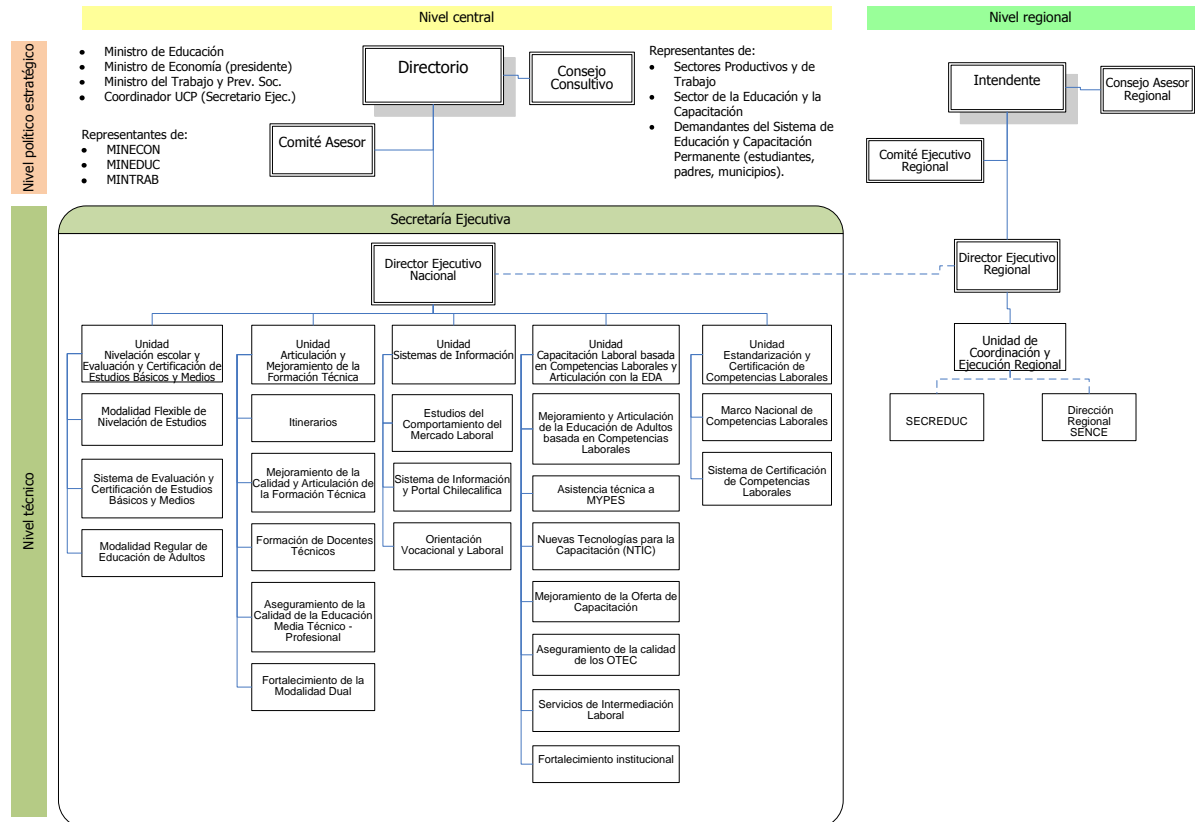 Nivel central
Nivel regional
Nivel político estratégico
• Ministro de Educación
• Ministro de Economía (presidente)
• Ministro del Trabajo y Prev. Soc.
• Coordinador UCP (Secretario Ejec.)
Representantes de:
• MINECON
• MINEDUC
• MINTRAB
Directorio
Consejo
Consultivo
Comité Asesor
Representantes de:
• Sectores Productivos y de
Trabajo
• Sector de la Educación y la
Capacitación
• Demandantes del Sistema de
Educación y Capacitación
Permanente (estudiantes,
padres, municipios).
Intendente
Consejo Asesor
Regional
Comité Ejecutivo
Regional
Nivel técnico
Secretaría Ejecutiva
Director Ejecutivo
Nacional
Director Ejecutivo
Regional
Unidad
Nivelación escolar y
Evaluación y Certificación de
Estudios Básicos y Medios
Modalidad Flexible de
Nivelación de Estudios
Sistema de Evaluación y
Certificación de Estudios
Básicos y Medios
Modalidad Regular de
Educación de Adultos
Unidad
Articulación y
Mejoramiento de la
Formación Técnica
Itinerarios
Mejoramiento de la
Calidad y Articulación de
la Formación Técnica
Formación de Docentes
Técnicos
Aseguramiento de la
Calidad de la Educación
Media Técnico -
Profesional
Fortalecimiento de la
Modalidad Dual
Unidad
Sistemas de Información
Estudios del
Comportamiento del
Mercado Laboral
Sistema de Información
y Portal Chilecalifica
Orientación
Vocacional y Laboral
Unidad
Capacitación Laboral basada
en Competencias Laborales y
Articulación con la EDA
Mejoramiento y Articulación
de la Educación de Adultos
basada en Competencias
Laborales
Asistencia técnica a
MYPES
Nuevas Tecnologías para la
Capacitación (NTIC)
Mejoramiento de la Oferta de
Capacitación
Aseguramiento de la calidad
de los OTEC
Servicios de Intermediación
Laboral
Fortalecimiento institucional
Unidad
Estandarización y
Certificación de
Competencias Laborales
Marco Nacional de
Competencias Laborales
Sistema de Certificación
de Competencias
Laborales
Unidad de
Coordinación y
Ejecución Regional
SECREDUC
Dirección
Regional
SENCE